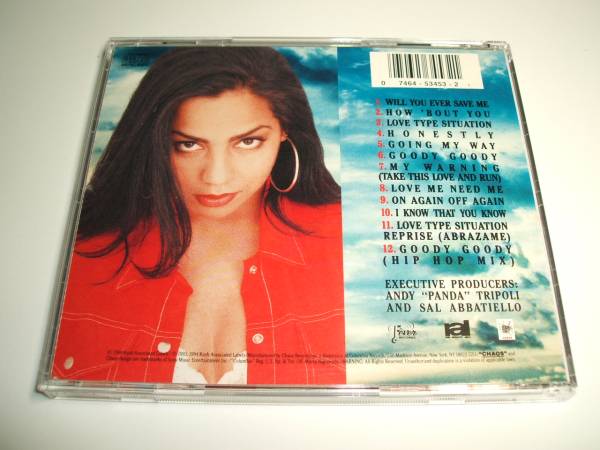 0 7464 53453 2
1. WILL YOU EVER SAVE ME
2. HOW 'BOUT YOU
3. LOVE TYPE SITUATION
4. HONESTLY
5. GOING MY WAY
6. GOODY GOODY
7. MY WARNING
(TAKE THIS LOVE AND RUN)
8. LOVE ME NEED ME
9. ON AGAIN OFF AGAIN
10. I KNOW THAT YOU KNOW
11. LOVE TYPE SITUATION
REPRISE (ABRAZAME)
12. GOODY GOODY
(HIP HOP MIX)
EXECUTIVE PRODUCERS:
ANDY "PANDA" TRIPOLI
AND SAL ABBATIELLO